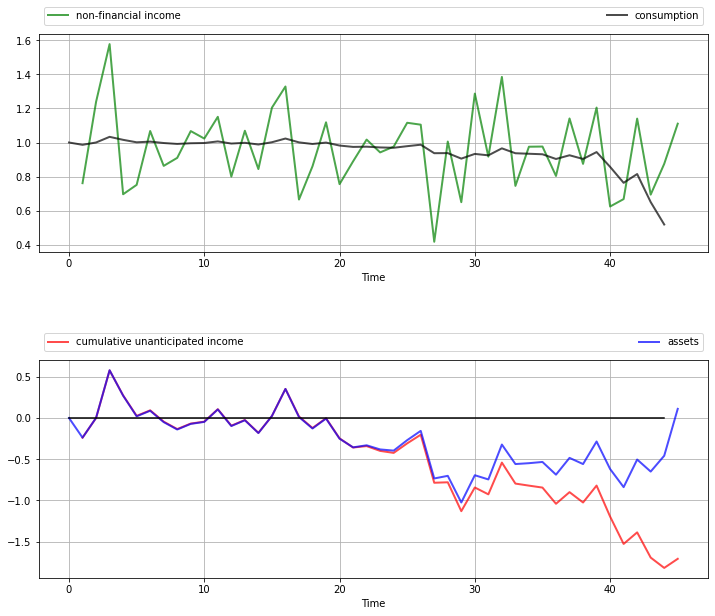 non-financial income consumption
1.6
1.4
1.2
1.0
0.8
0.6
0.4
0 10 20 30 40
Time
cumulative unanticipated income assets
0.5
0.0
−0.5
−1.0
−1.5
0 10 20 30 40
Time